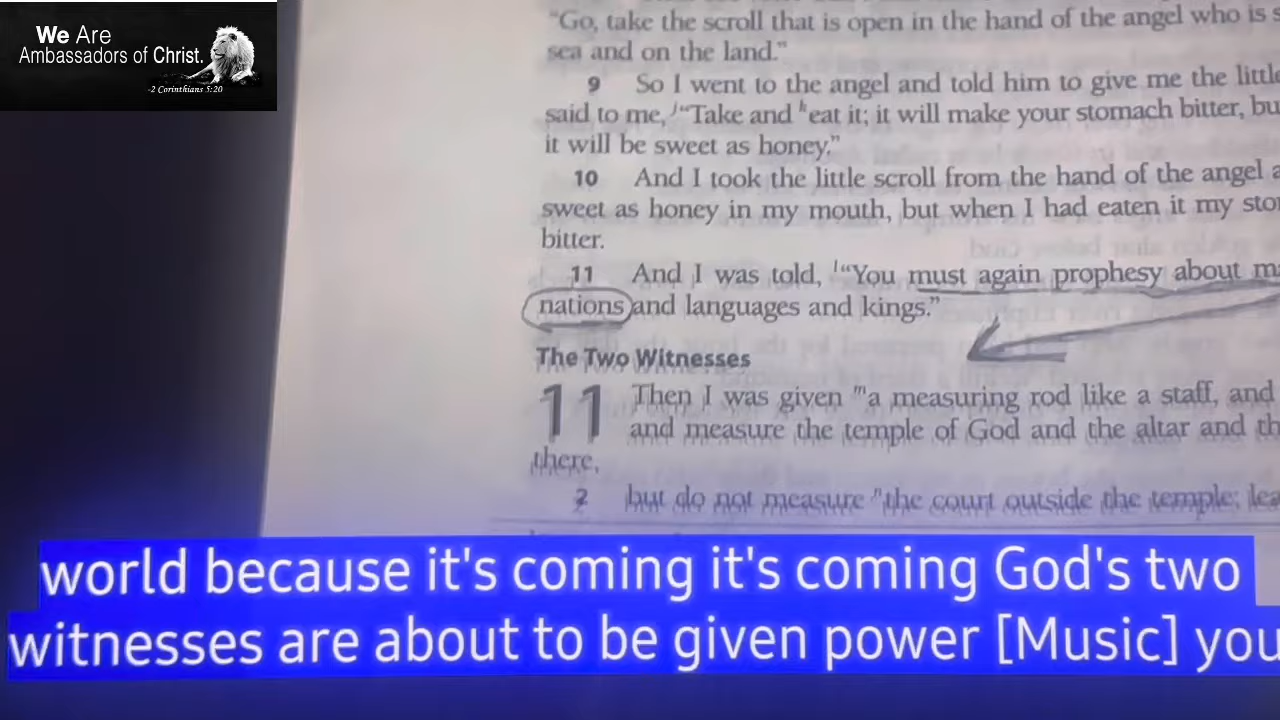 We Are
Ambassadors of Christ.
-2 Corinthians 5:20
"Go, take the scroll that is open in the hand of the angel who is s
sea and on the land."
9 So I went to the angel and told him to give me the little
said to me, j"Take and keat it; it will make your stomach bitter, bu
it will be sweet as honey."
10 And I took the little scroll from the hand of the angel a
sweet as honey in my mouth, but when I had eaten it my sto
bitter.
11 And I was told, l"You must again prophesy about m
nations and languages and kings."
The Two Witnesses
11 Then I was given m a measuring rod like a staff, and
and measure the temple of God and the altar and th
there,
2 but do not measure n the court outside the temple; lea
world because it's coming it's coming God's two
witnesses are about to be given power [Music] you